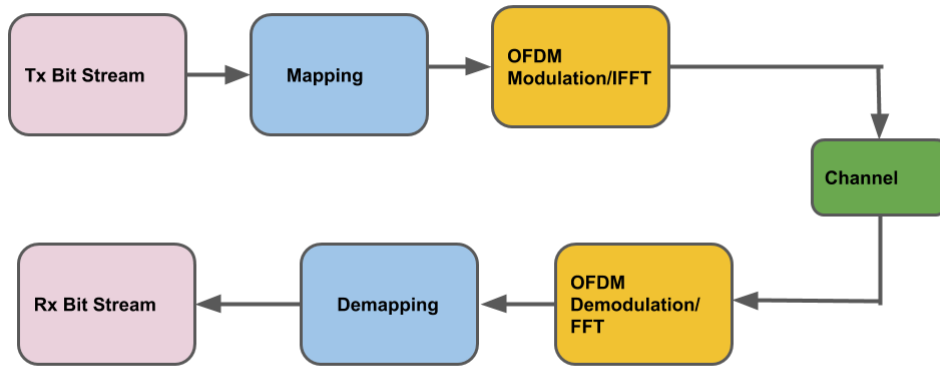 Tx Bit Stream
Mapping
OFDM
Modulation/IFFT
Channel
Rx Bit Stream
Demapping
OFDM
Demodulation/
FFT